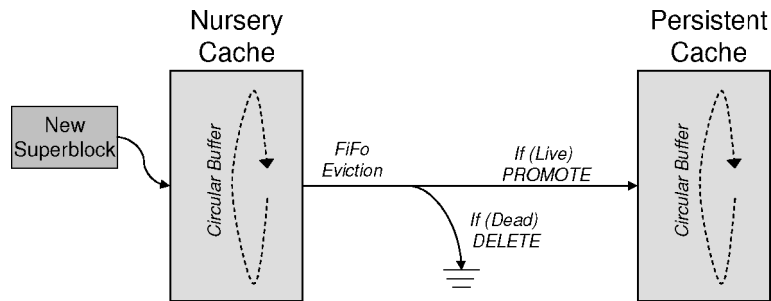 Nursery
Cache
Persistent
Cache
New
Superblock
Circular Buffer
FiFo
Eviction
If (Live)
PROMOTE
If (Dead)
DELETE
Circular Buffer